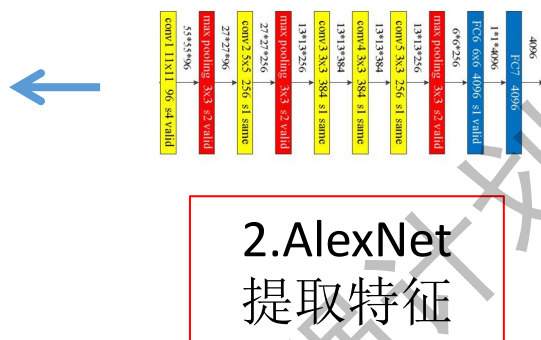 conv1 11x11 96 s4 valid
55*55*96
max pooling 3x3 s2 valid
27*27*96
conv2 5x5 256 s1 same
27*27*256
max pooling 3x3 s2 valid
13*13*256
conv3 3x3 384 s1 same
13*13*384
conv4 3x3 384 s1 same
13*13*384
conv5 3x3 256 s1 same
13*13*256
max pooling 3x3 s2 valid
6*6*256
FC6 6x6 4096 s1 valid
1*1*4096
FC7 4096
4096
2.AlexNet
提取特征
计划